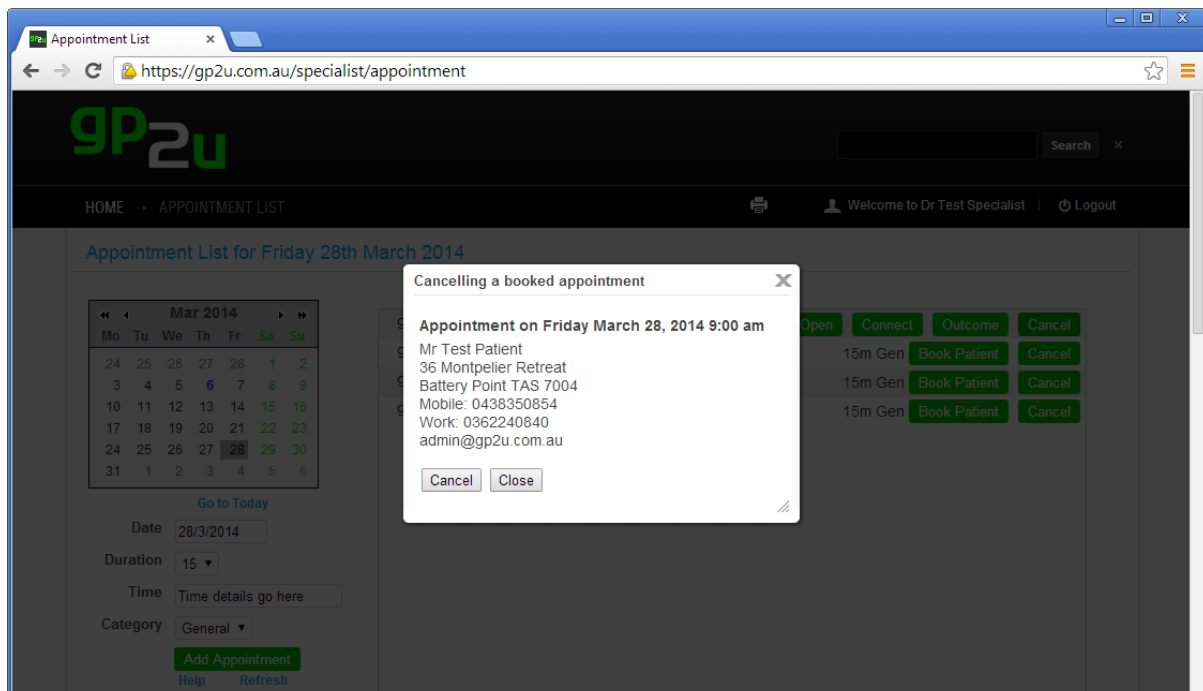 Appointment List
https://gp2u.com.au/specialist/appointment
gp2u
Search
HOME APPOINTMENT LIST
Welcome to Dr Test Specialist | Logout
Appointment List for Friday 28th March 2014
Mar 2014
Mo Tu We Th Fr Sa Su
24 25 26 27 28 1 2
3 4 5 6 7 8 9
10 11 12 13 14 15 16
17 18 19 20 21 22 23
24 25 26 27 28 29 30
31 1 2 3 4 5 6
Go to Today
Date 28/3/2014
Duration 15
Time Time details go here
Category General
Add Appointment
Help Refresh
Cancelling a booked appointment
Appointment on Friday March 28, 2014 9:00 am
Mr Test Patient
36 Montpelier Retreat
Battery Point TAS 7004
Mobile: 0438350854
Work: 0362240840
admin@gp2u.com.au
Cancel Close
Open Connect Outcome Cancel
15m Gen Book Patient Cancel
15m Gen Book Patient Cancel
15m Gen Book Patient Cancel